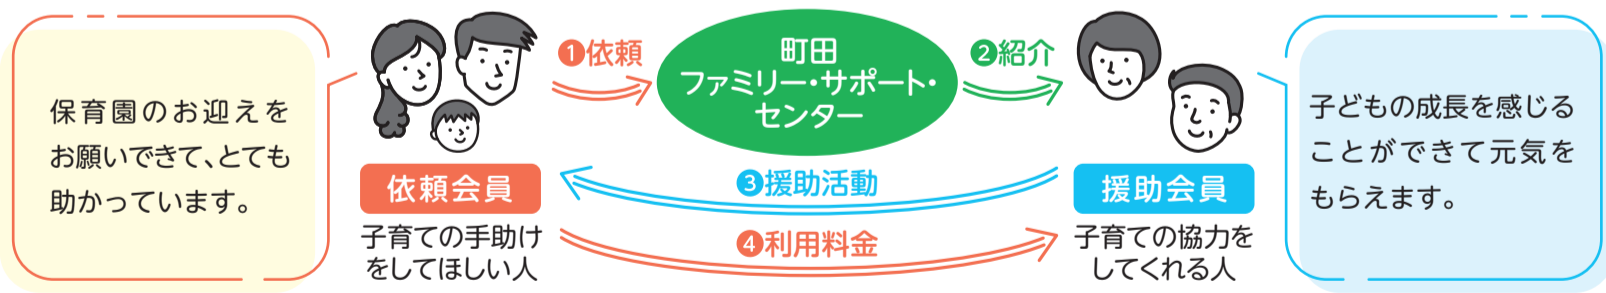 保育園のお迎えを
お願いできて、とても
助かっています。
❶依頼
町田
ファミリー・サポート・
センター
❷紹介
❸援助活動
❹利用料金
依頼会員
子育ての手助け
をしてほしい人
援助会員
子育ての協力を
してくれる人
子どもの成長を感じる
ことができて元気を
もらえます。